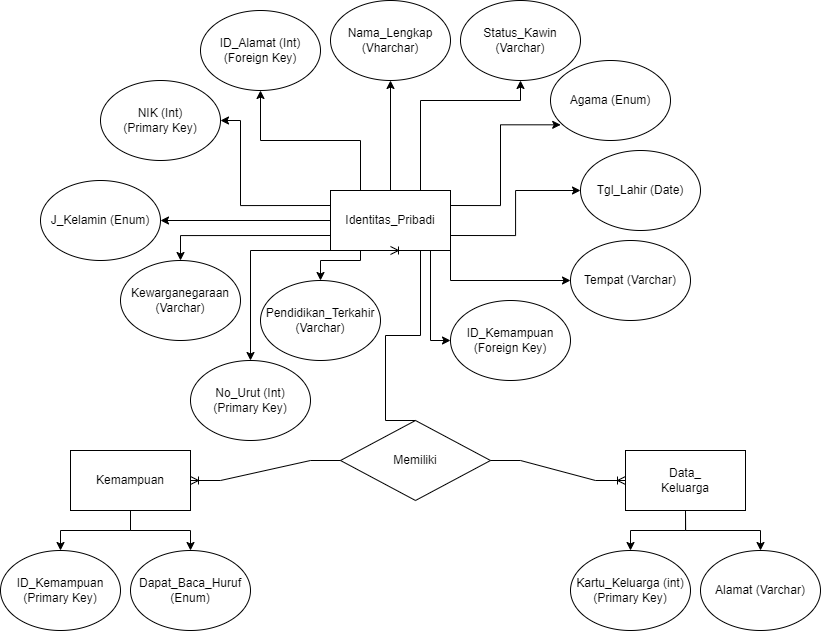 Nama_Lengkap
(Vharchar)
Status_Kawin
(Varchar)
ID_Alamat (Int)
(Foreign Key)
Agama (Enum)
NIK (Int)
(Primary Key)
Tgl_Lahir (Date)
J_Kelamin (Enum)
Identitas_Pribadi
Tempat (Varchar)
Kewarganegaraan
(Varchar)
Pendidikan_Terkahir
(Varchar)
ID_Kemampuan
(Foreign Key)
No_Urut (Int)
(Primary Key)
Memiliki
Kemampuan
Data_
Keluarga
ID_Kemampuan
(Primary Key)
Dapat_Baca_Huruf
(Enum)
Kartu_Keluarga (int)
(Primary Key)
Alamat (Varchar)